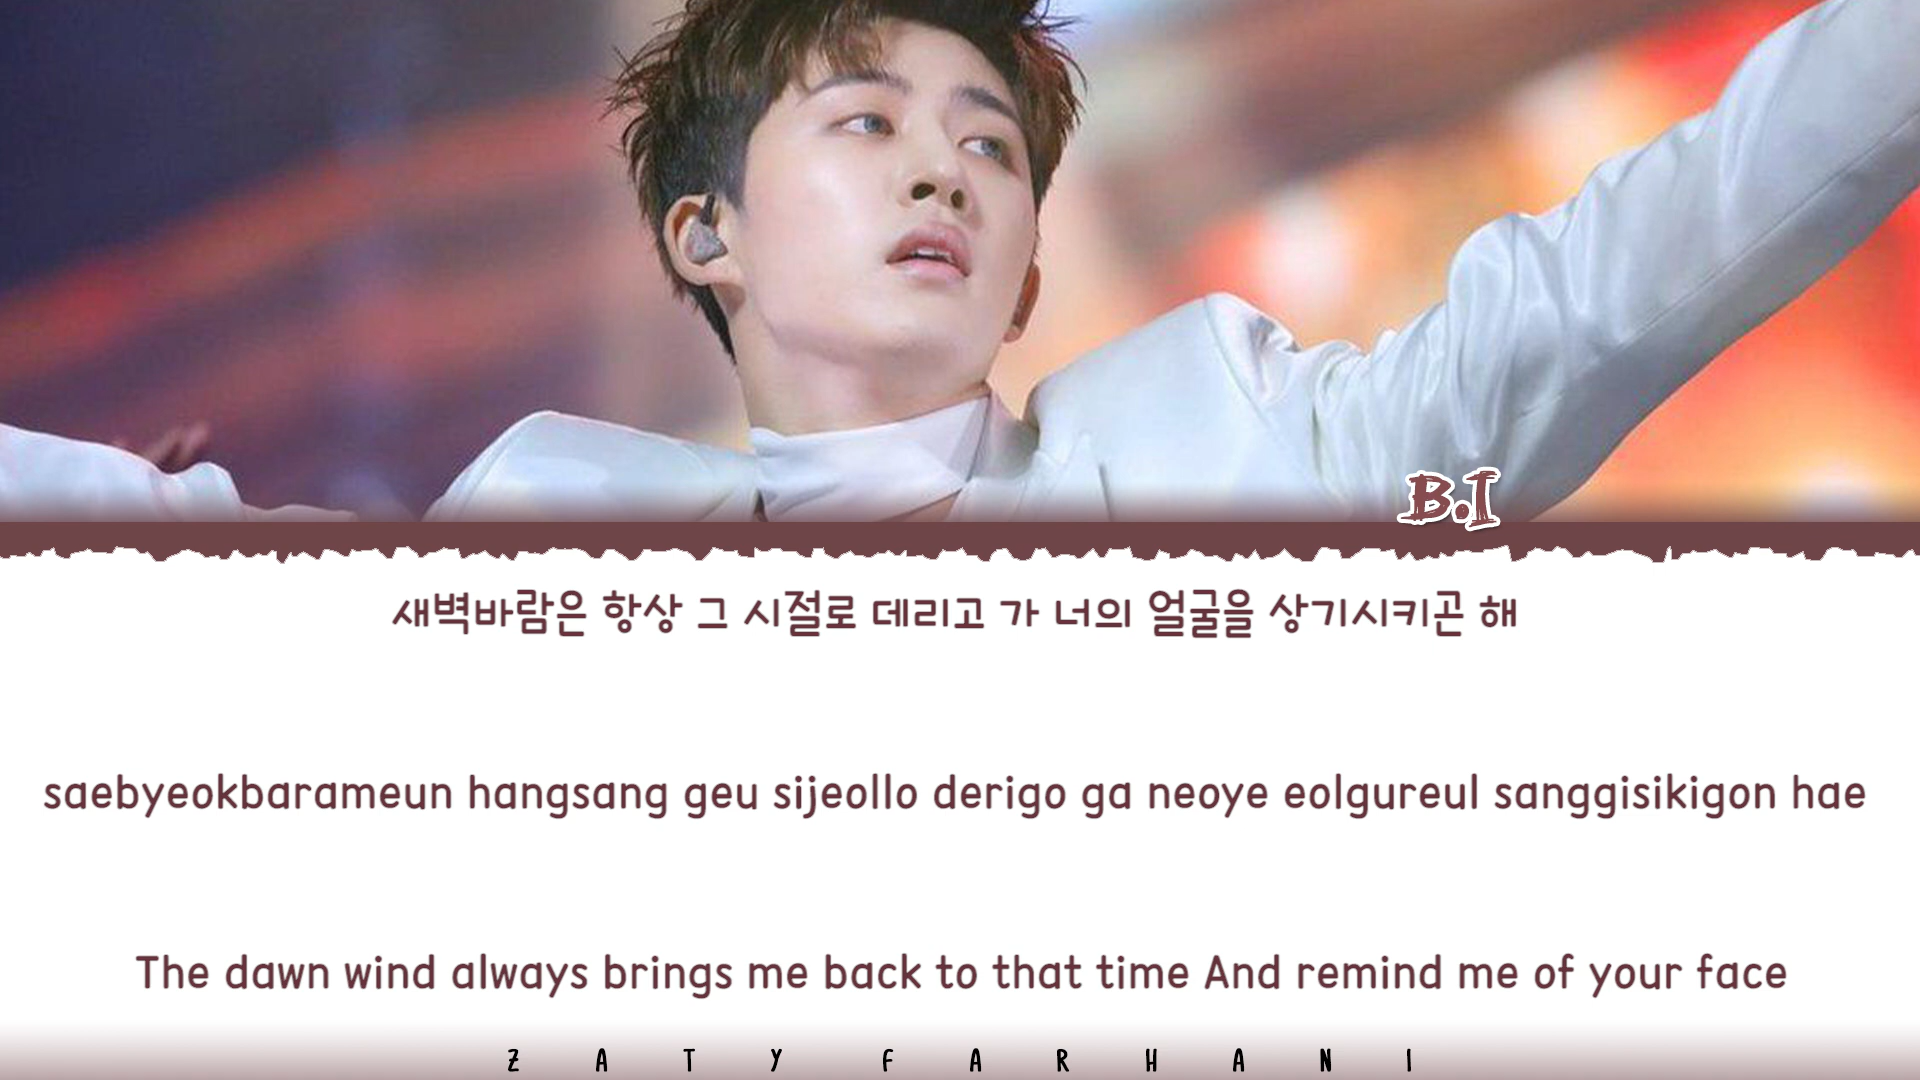 B.I
새벽바람은 항상 그 시절로 데리고 가 너의 얼굴을 상기시키곤 해
saebyeokbarameun hangsang geu sijeollo derigo ga neoye eolgureul sanggisikigon hae
The dawn wind always brings me back to that time And remind me of your face
ZATY FARHANI